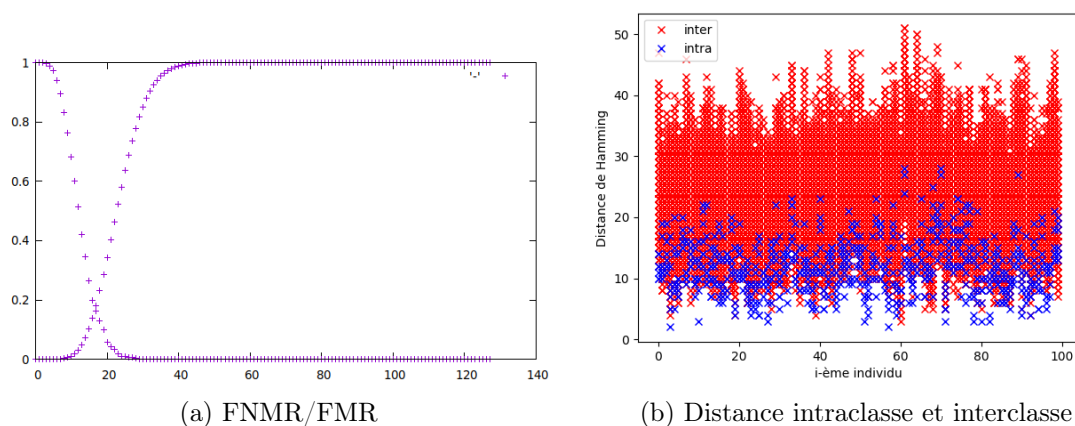 1
0.8
0.6
0.4
0.2
0
0 20 40 60 80 100 120 140
(a) FNMR/FMR
inter
intra
Distance de Hamming
50
40
30
20
10
0
0 20 40 60 80 100
i-ème individu
(b) Distance intraclasse et interclasse